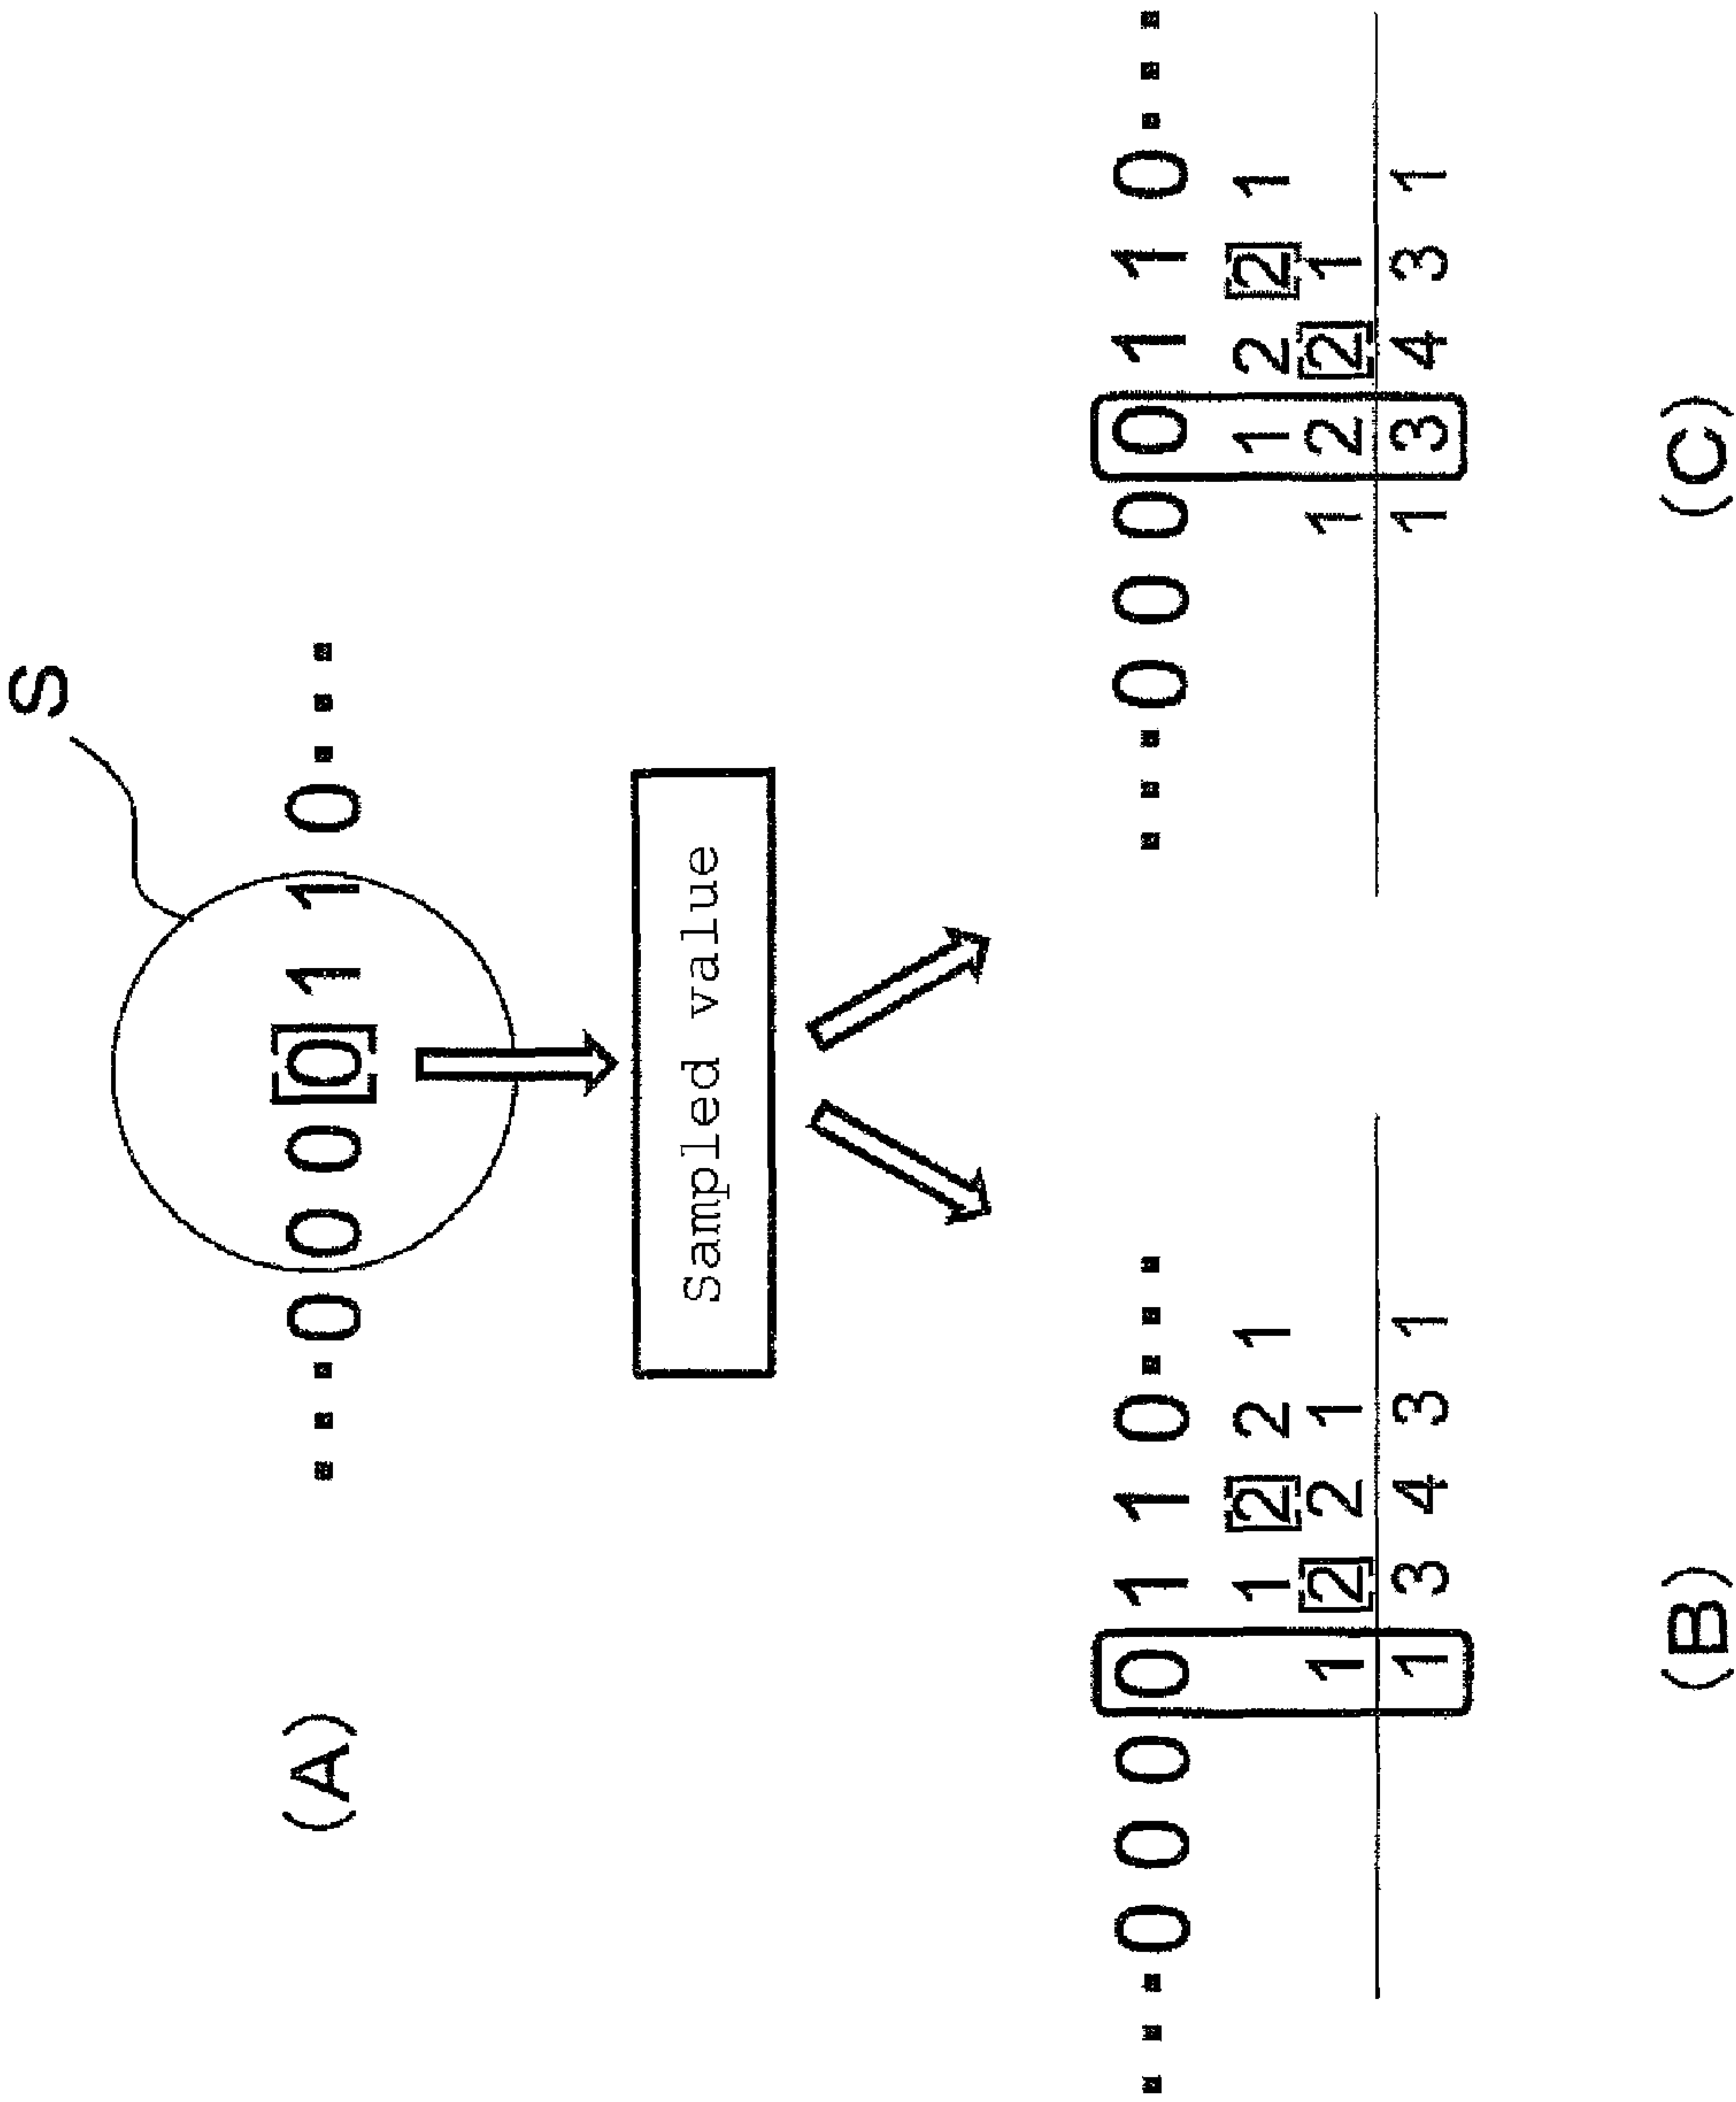 S
(A) ▪▪▪0 0 0 0 1 1 0▪▪▪
Sampled value
▪▪▪0 0 0 0 1 1 0▪▪▪ ▪▪▪0 0 0 0 1 1 0▪▪▪
1 2 2 1 1 2 2 1
1 2 2 1 1 2 2 1
1 3 4 3 1 1 3 4 3 1
(B) (C)